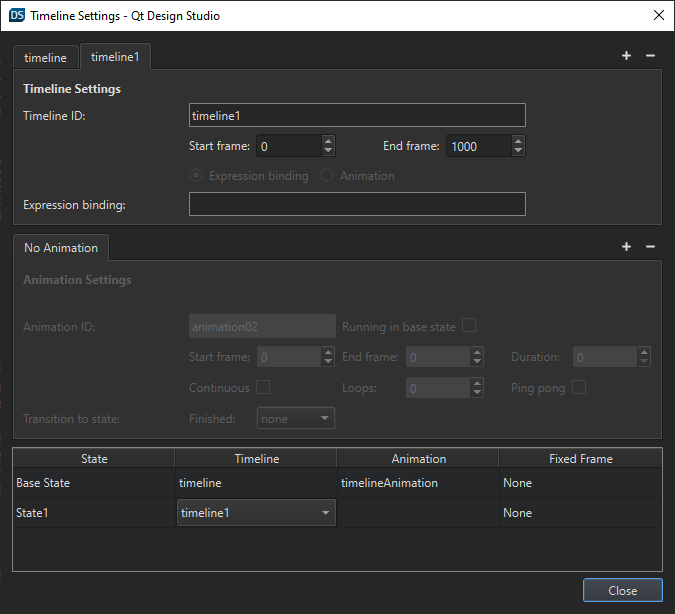 DS Timeline Settings - Qt Design Studio
timeline timeline1
Timeline Settings
Timeline ID: timeline1
Start frame: 0 End frame: 1000
Expression binding Animation
Expression binding:
No Animation
Animation Settings
Animation ID: animation02 Running in base state
Start frame: 0 End frame: 0 Duration: 0
Continuous Loops: 0 Ping pong
Transition to state: Finished: none
State Timeline Animation Fixed Frame
Base State timeline timelineAnimation None
State1 timeline1 None
Close